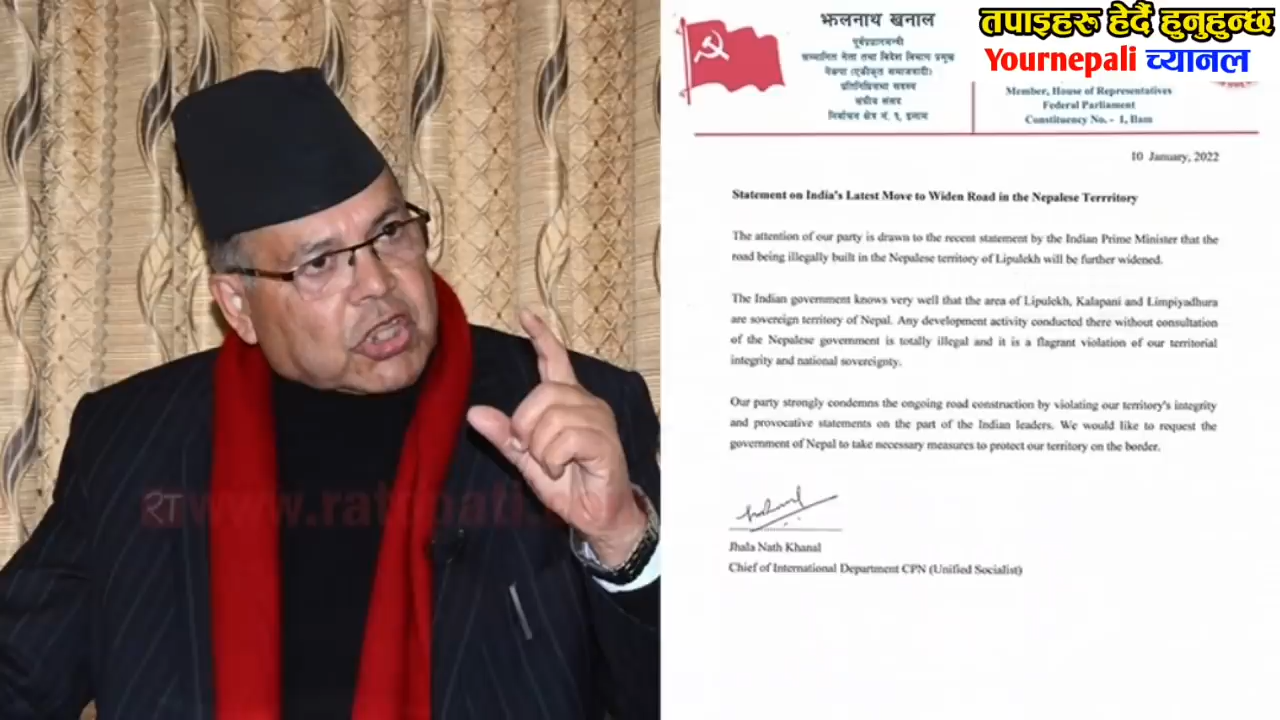 तपाइहरु हेर्दै हुनुहुन्छ
Yournepali च्यानल
झलनाथ खनाल
पूर्वप्रधानमन्त्री
सम्मानित नेता तथा विदेश विभाग प्रमुख
नेकपा (एकीकृत समाजवादी)
प्रतिनिधिसभा सदस्य
संघीय संसद
निर्वाचन क्षेत्र नं. १, इलाम
Member, House of Representatives
Federal Parliament
Constituency No. - 1, Ilam
10 January, 2022
Statement on India's Latest Move to Widen Road in the Nepalese Terrritory
The attention of our party is drawn to the recent statement by the Indian Prime Minister that the
road being illegally built in the Nepalese territory of Lipulekh will be further widened.
The Indian government knows very well that the area of Lipulekh, Kalapani and Limpiyadhura
are sovereign territory of Nepal. Any development activity conducted there without consultation
of the Nepalese government is totally illegal and it is a flagrant violation of our territorial
integrity and national sovereignty.
Our party strongly condemns the ongoing road construction by violating our territory's integrity
and provocative statements on the part of the Indian leaders. We would like to request the
government of Nepal to take necessary measures to protect our territory on the border.
Jhala Nath Khanal
Chief of International Department CPN (Unified Socialist)
रा www.ratopati.